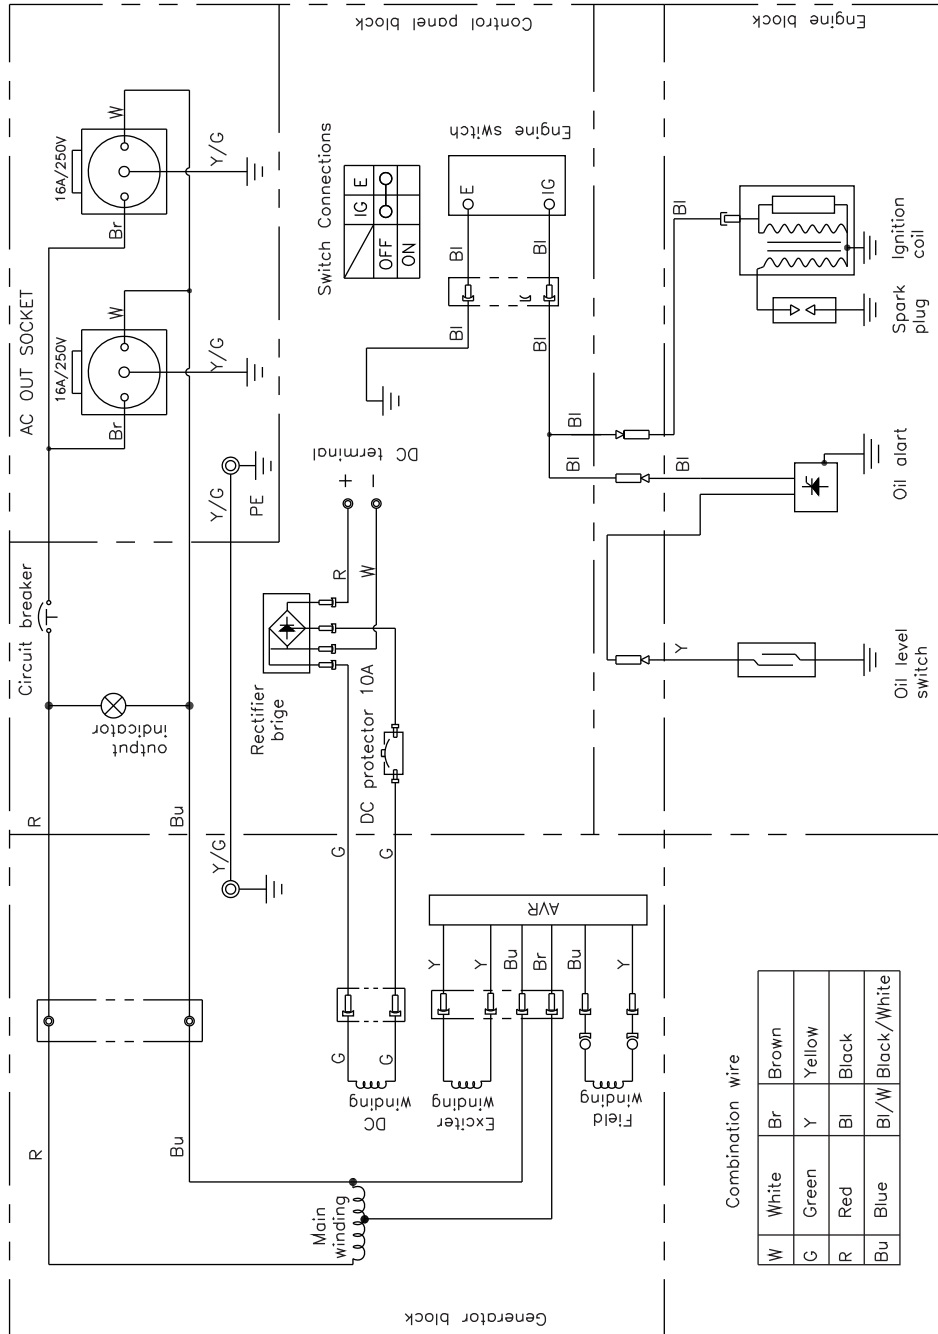 Generator block
Control panel block
Engine block
AC OUT SOCKET
16A/250V
16A/250V
W
W
Br
Br
Y/G
Y/G
Y/G
PE
Circuit breaker
output
indicator
R
Bu
Y/G
R
Bu
Main
winding
Switch Connections
IG
E
OFF
ON
Engine switch
E
IG
Bl
Bl
Bl
Bl
Bl
Bl
Bl
Bl
DC terminal
+
−
R
W
Rectifier
brige
DC protector 10A
G
G
G
G
DC
winding
AVR
Y
Y
Bu
Br
Bu
Y
Exciter
winding
Field
winding
Ignition
coil
Spark
plug
Oil alart
Y
Oil level
switch
Combination wire
W White Br Brown
G Green Y Yellow
R Red Bl Black
Bu Blue Bl/W Black/White